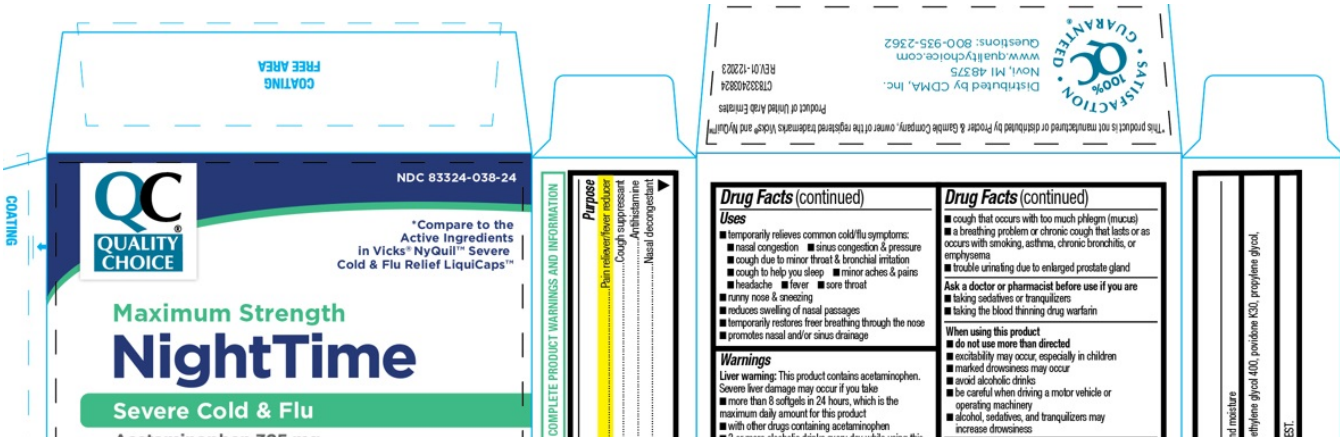 COATING
FREE AREA
COATING
QC
QUALITY
CHOICE
NDC 83324-038-24
*Compare to the
Active Ingredients
in Vicks® NyQuil™ Severe
Cold & Flu Relief LiquiCaps™
Maximum Strength
NightTime
Severe Cold & Flu
COMPLETE PRODUCT WARNINGS AND INFORMATION
Purpose
Pain reliever/fever reducer
Cough suppressant
Antihistamine
Nasal decongestant
*This product is not manufactured or distributed by Procter & Gamble Company, owner of the registered trademarks Vicks® and NyQuil™
Product of United Arab Emirates
CT8332403824
REV.01-122023
Distributed by CDMA, Inc.
Novi, MI 48375
www.qualitychoice.com
Questions: 800-935-2362
100%
QC
SATISFACTION • GUARANTEED •
Drug Facts (continued)
Uses
■ temporarily relieves common cold/flu symptoms:
■ nasal congestion ■ sinus congestion & pressure
■ cough due to minor throat & bronchial irritation
■ cough to help you sleep ■ minor aches & pains
■ headache ■ fever ■ sore throat
■ runny nose & sneezing
■ reduces swelling of nasal passages
■ temporarily restores freer breathing through the nose
■ promotes nasal and/or sinus drainage
Warnings
Liver warning: This product contains acetaminophen.
Severe liver damage may occur if you take
■ more than 8 softgels in 24 hours, which is the
maximum daily amount for this product
■ with other drugs containing acetaminophen
Drug Facts (continued)
■ cough that occurs with too much phlegm (mucus)
■ a breathing problem or chronic cough that lasts or as
occurs with smoking, asthma, chronic bronchitis, or
emphysema
■ trouble urinating due to enlarged prostate gland
Ask a doctor or pharmacist before use if you are
■ taking sedatives or tranquilizers
■ taking the blood thinning drug warfarin
When using this product
■ do not use more than directed
■ excitability may occur, especially in children
■ marked drowsiness may occur
■ avoid alcoholic drinks
■ be careful when driving a motor vehicle or
operating machinery
■ alcohol, sedatives, and tranquilizers may
increase drowsiness
moisture
ethylene glycol 400, povidone K30, propylene glycol,